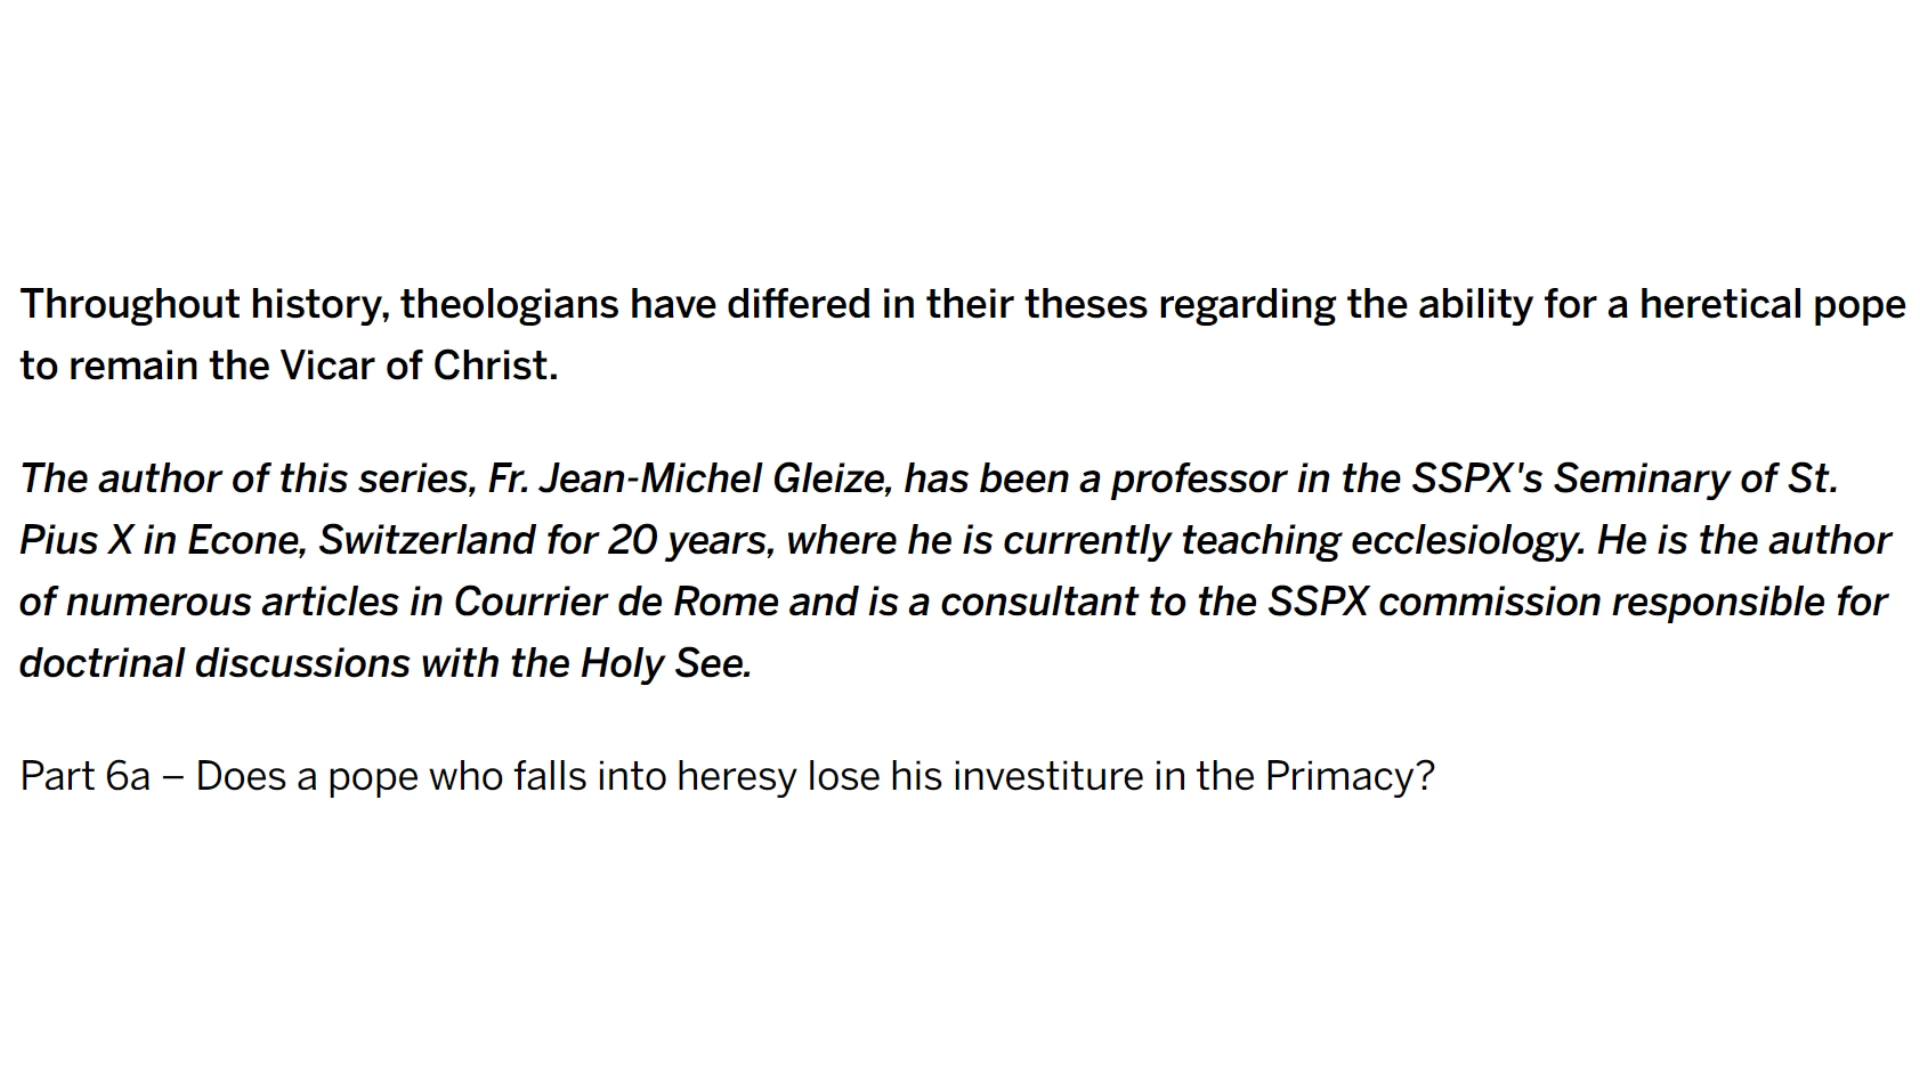 Throughout history, theologians have differed in their theses regarding the ability for a heretical pope
to remain the Vicar of Christ.
The author of this series, Fr. Jean-Michel Gleize, has been a professor in the SSPX's Seminary of St.
Pius X in Econe, Switzerland for 20 years, where he is currently teaching ecclesiology. He is the author
of numerous articles in Courrier de Rome and is a consultant to the SSPX commission responsible for
doctrinal discussions with the Holy See.
Part 6a – Does a pope who falls into heresy lose his investiture in the Primacy?